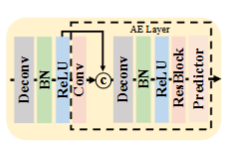 AE Layer
Deconv
BN
ReLU
Conv
C
Deconv
BN
ReLU
ResBlock
Predictor